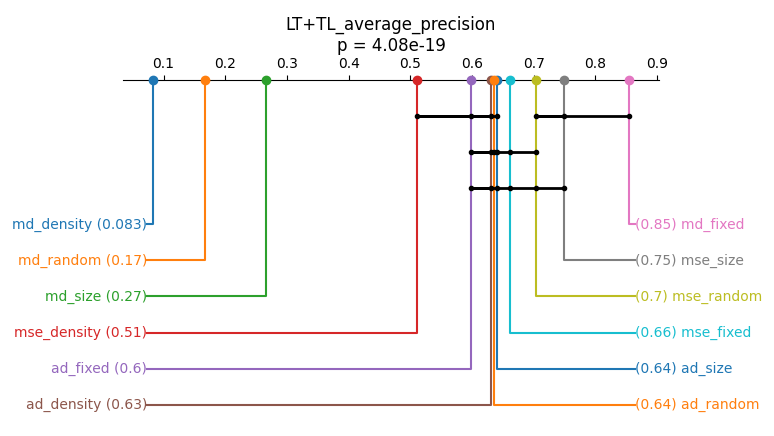 LT+TL_average_precision
p = 4.08e-19
0.1 0.2 0.3 0.4 0.5 0.6 0.7 0.8 0.9
md_density (0.083) (0.85) md_fixed
md_random (0.17) (0.75) mse_size
md_size (0.27) (0.7) mse_random
mse_density (0.51) (0.66) mse_fixed
ad_fixed (0.6) (0.64) ad_size
ad_density (0.63) (0.64) ad_random